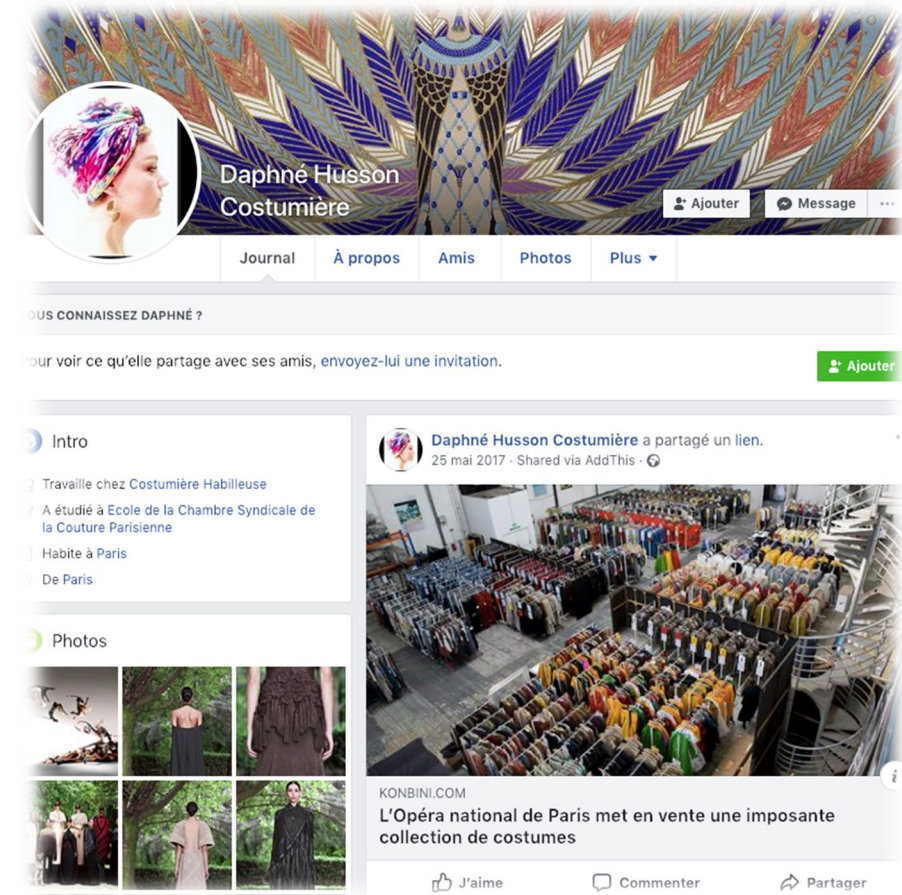 Daphné Husson
Costumière
Ajouter
Message
Journal
À propos
Amis
Photos
Plus
OUS CONNAISSEZ DAPHNÉ ?
our voir ce qu'elle partage avec ses amis, envoyez-lui une invitation.
Ajouter
Intro
Travaille chez Costumière Habilleuse
A étudié à Ecole de la Chambre Syndicale de
la Couture Parisienne
Habite à Paris
De Paris
Photos
Daphné Husson Costumière a partagé un lien.
25 mai 2017 · Shared via AddThis ·
KONBINI.COM
L'Opéra national de Paris met en vente une imposante
collection de costumes
J'aime
Commenter
Partager